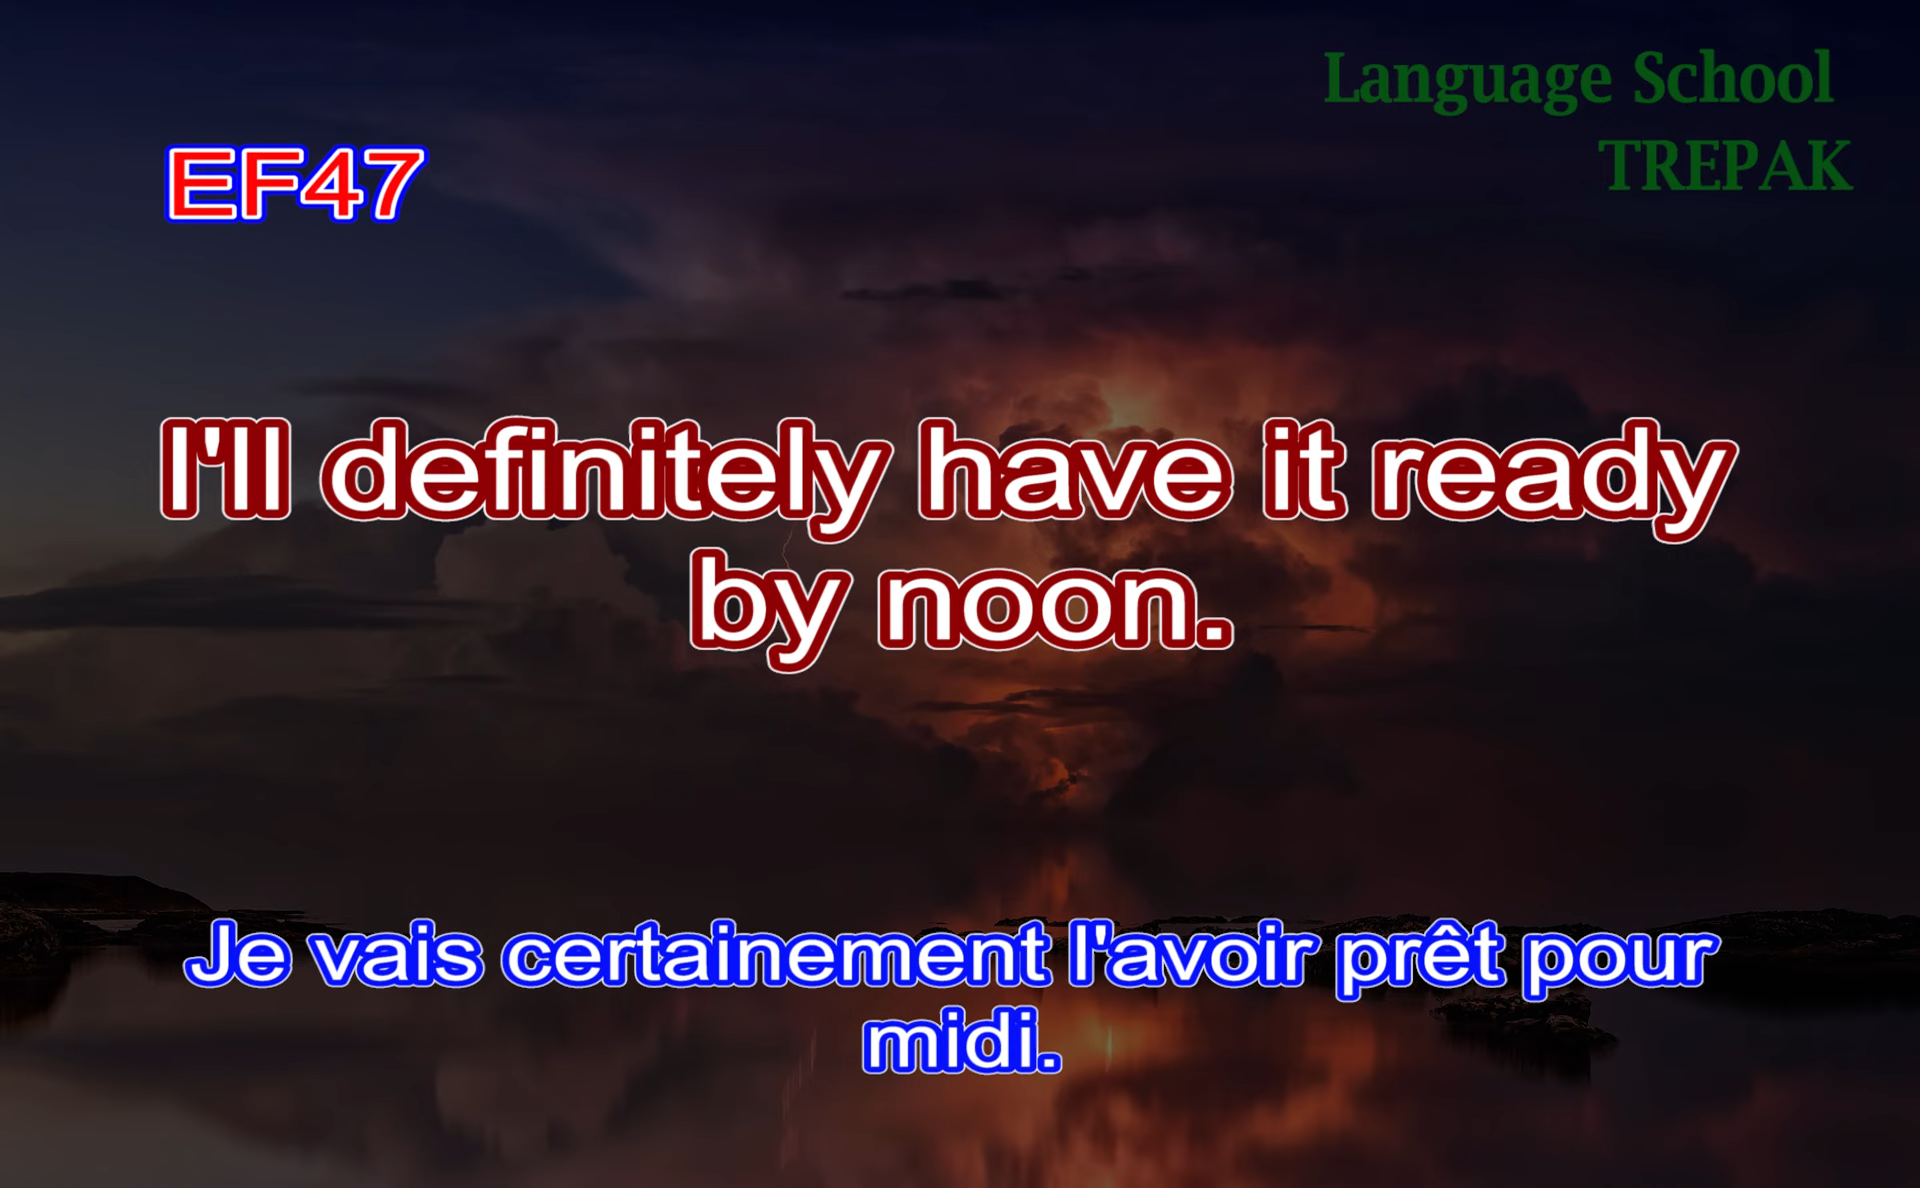 Language School
TREPAK
EF47
I'll definitely have it ready
by noon.
Je vais certainement l'avoir prêt pour
midi.